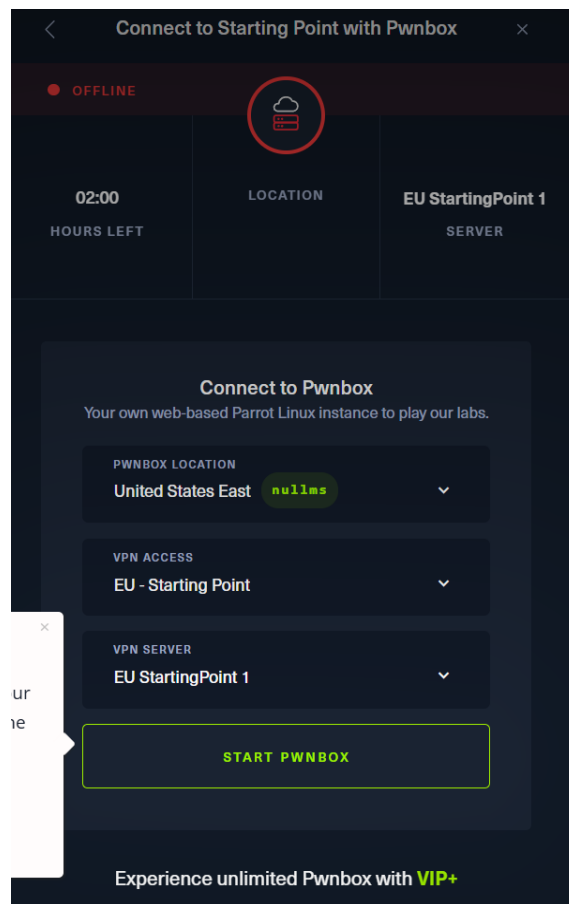 Connect to Starting Point with Pwnbox
OFFLINE
02:00
HOURS LEFT
LOCATION
EU StartingPoint 1
SERVER
Connect to Pwnbox
Your own web-based Parrot Linux instance to play our labs.
PWNBOX LOCATION
United States East nullms
VPN ACCESS
EU - Starting Point
VPN SERVER
EU StartingPoint 1
START PWNBOX
Experience unlimited Pwnbox with VIP+